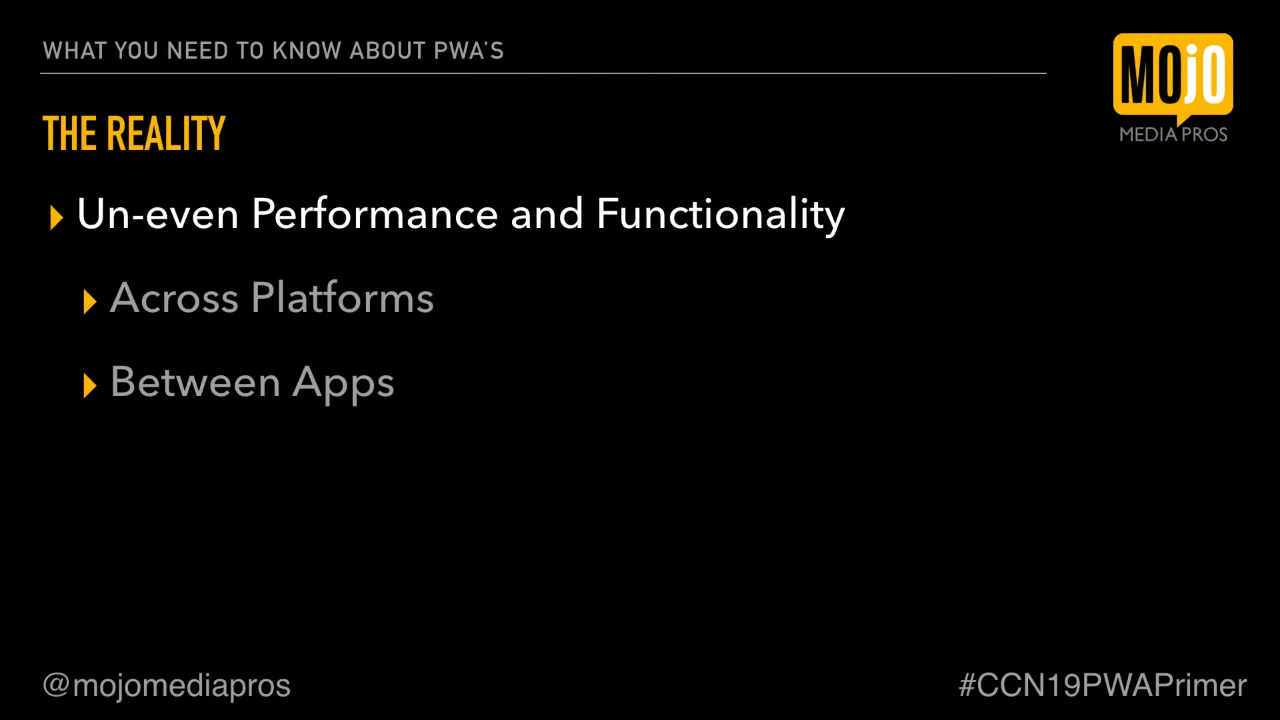 WHAT YOU NEED TO KNOW ABOUT PWA'S
MOjO
MEDIA PROS
THE REALITY
Un-even Performance and Functionality
Across Platforms
Between Apps
@mojomediapros
#CCN19PWAPrimer